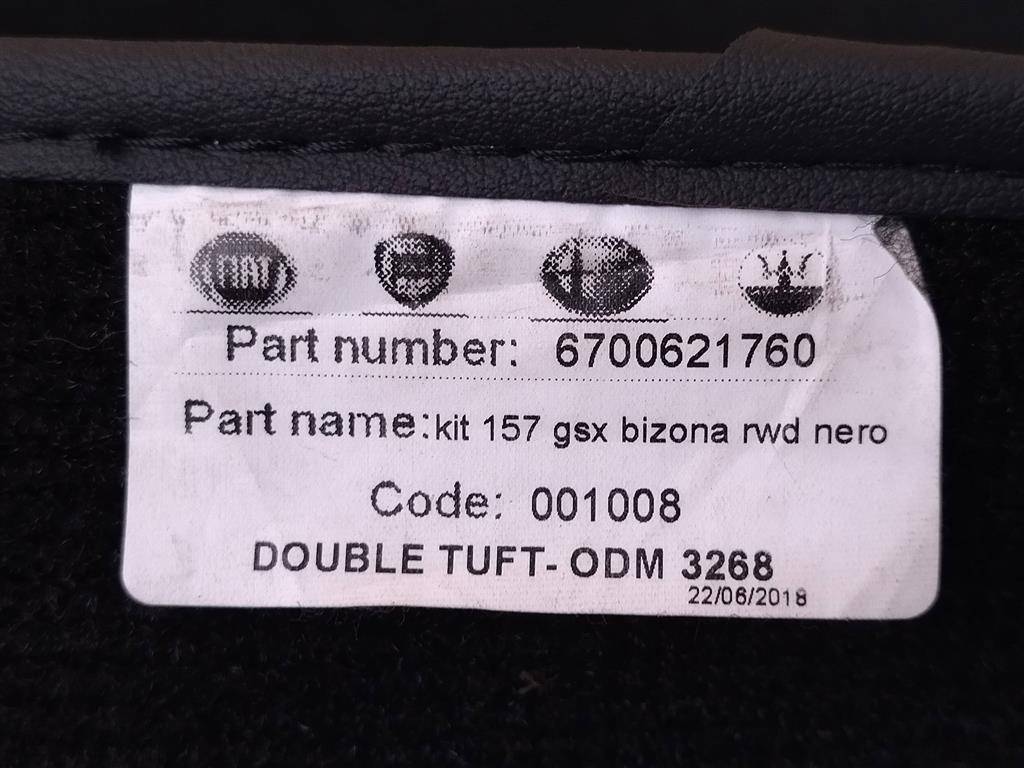 FIAT
Part number: 6700621760
Part name: kit 157 gsx bizona rwd nero
Code: 001008
DOUBLE TUFT- ODM 3268
22/06/2018